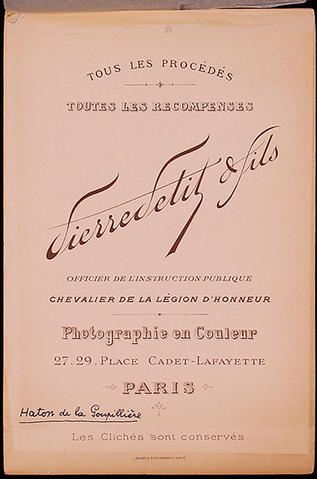 TOUS LES PROCÉDÉS
TOUTES LES RECOMPENSES
Pierre Petit & fils
OFFICIER DE L'INSTRUCTION PUBLIQUE
CHEVALIER DE LA LÉGION D'HONNEUR
Photographie en Couleur
27.29, PLACE CADET-LAFAYETTE
PARIS
Haton de la Goupillière
Les Clichés sont conservés